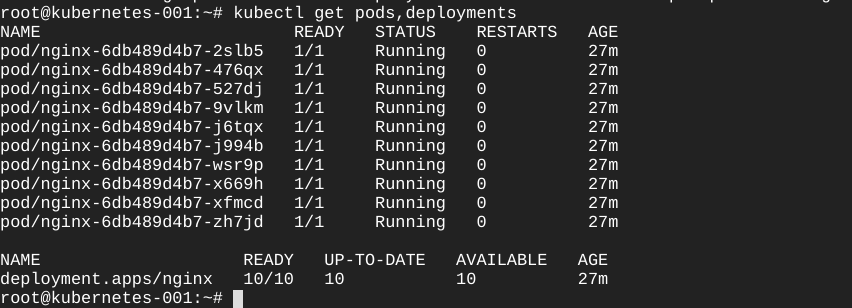 root@kubernetes-001:~# kubectl get pods,deployments
NAME                         READY   STATUS    RESTARTS   AGE
pod/nginx-6db489d4b7-2slb5   1/1     Running   0          27m
pod/nginx-6db489d4b7-476qx   1/1     Running   0          27m
pod/nginx-6db489d4b7-527dj   1/1     Running   0          27m
pod/nginx-6db489d4b7-9vlkm   1/1     Running   0          27m
pod/nginx-6db489d4b7-j6tqx   1/1     Running   0          27m
pod/nginx-6db489d4b7-j994b   1/1     Running   0          27m
pod/nginx-6db489d4b7-wsr9p   1/1     Running   0          27m
pod/nginx-6db489d4b7-x669h   1/1     Running   0          27m
pod/nginx-6db489d4b7-xfmcd   1/1     Running   0          27m
pod/nginx-6db489d4b7-zh7jd   1/1     Running   0          27m

NAME                    READY   UP-TO-DATE   AVAILABLE   AGE
deployment.apps/nginx   10/10   10           10          27m
root@kubernetes-001:~#